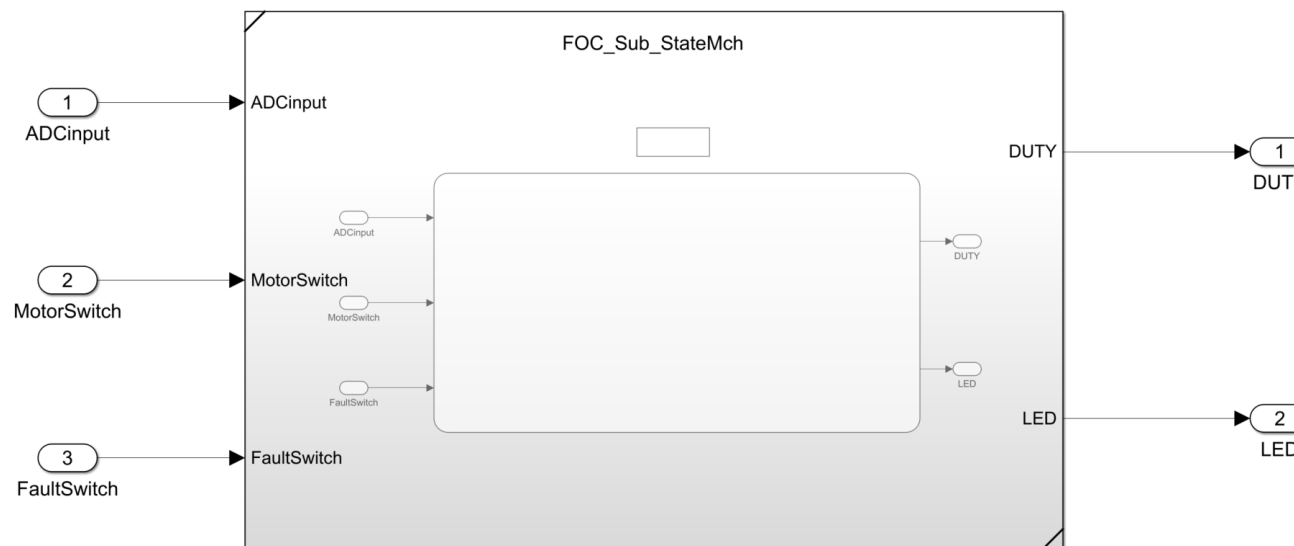 FOC_Sub_StateMch
1
ADCinput
ADCinput
DUTY
1
DUT
ADCinput
DUTY
2
MotorSwitch
MotorSwitch
MotorSwitch
FaultSwitch
LED
LED
2
LED
3
FaultSwitch
FaultSwitch